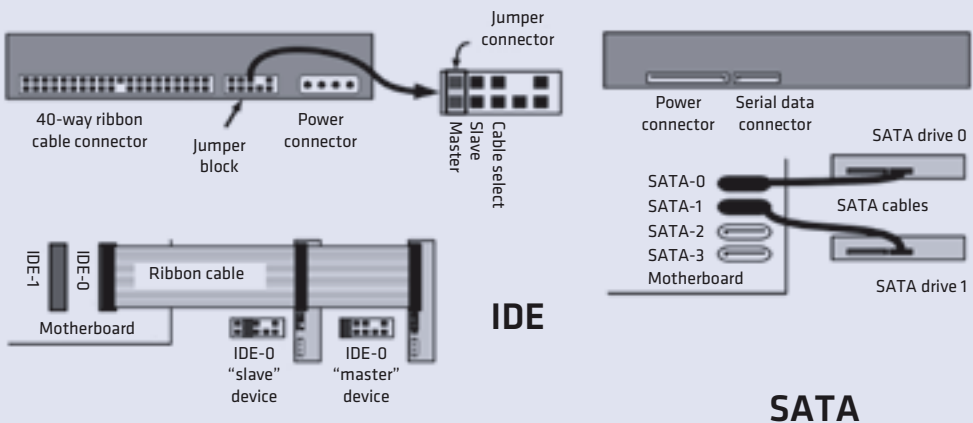 Jumper
connector
40-way ribbon
cable connector
Jumper
block
Power
connector
Master
Slave
Cable select
IDE-1
IDE-0
Ribbon cable
Motherboard
IDE-0
“slave”
device
IDE-0
“master”
device
IDE
Power
connector
Serial data
connector
SATA drive 0
SATA-0
SATA-1
SATA-2
SATA-3
SATA cables
Motherboard
SATA drive 1
SATA